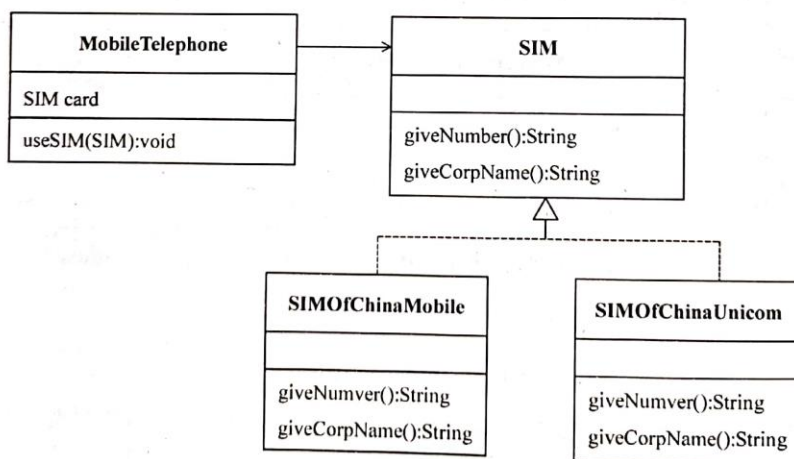 MobileTelephone
SIM card
useSIM(SIM):void
SIM
giveNumber():String
giveCorpName():String
SIMOfChinaMobile
giveNumver():String
giveCorpName():String
SIMOfChinaUnicom
giveNumver():String
giveCorpName():String